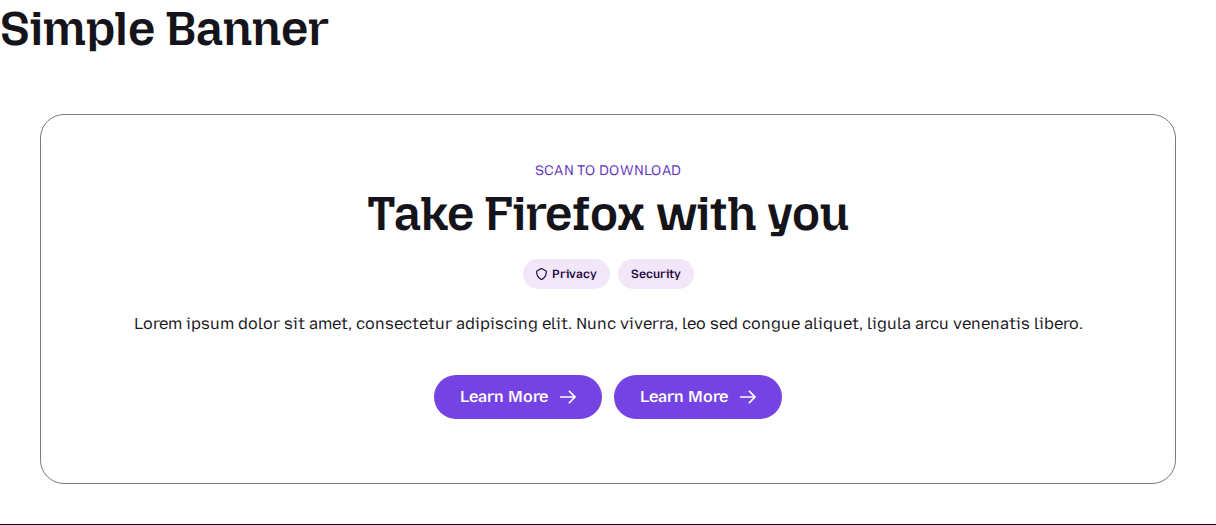 Simple Banner
SCAN TO DOWNLOAD
Take Firefox with you
Privacy Security
Lorem ipsum dolor sit amet, consectetur adipiscing elit. Nunc viverra, leo sed congue aliquet, ligula arcu venenatis libero.
Learn More Learn More